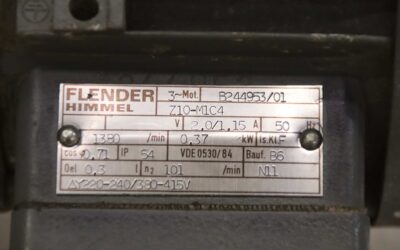 FLENDER 3~Mot. B244953/01
HIMMEL Z10-M1C4
V 2,0/1,15 A 50
1380 /min 0,37 kW Is.Kl.F
cos 0,71 IP 54 VDE 0530/84 Bauf. B6
Oel 0,3 l n2 101 /min N11
ΔY220-240/380-415V